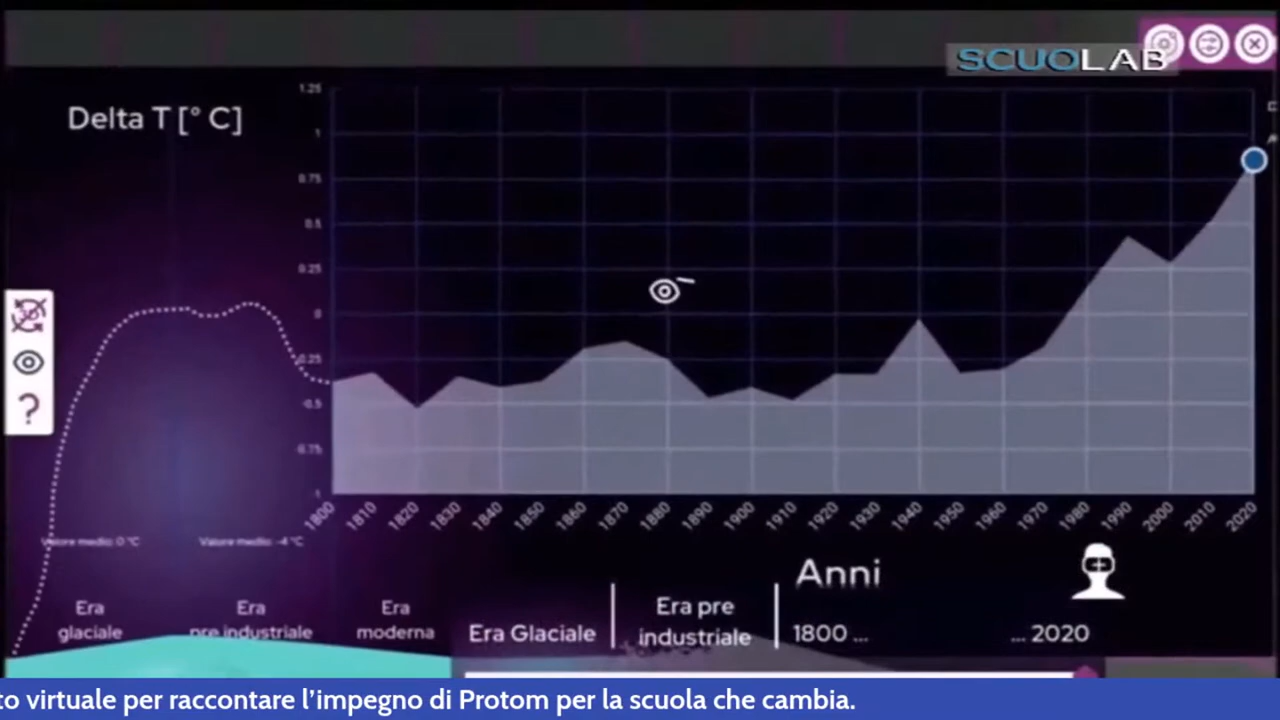 SCUOLAB
Delta T [° C]
1.25
1
0.75
0.5
0.25
0
-0.25
-0.5
0.75
1
1800 1810 1820 1830 1840 1850 1860 1870 1880 1890 1900 1910 1920 1930 1940 1950 1960 1970 1980 1990 2000 2010 2020
Valore medio: 0 °C
Valore medio: -4 °C
Anni
Era
glaciale
Era
pre industriale
Era
moderna
Era Glaciale
Era pre
industriale
1800 ...
... 2020
to virtuale per raccontare l'impegno di Protom per la scuola che cambia.